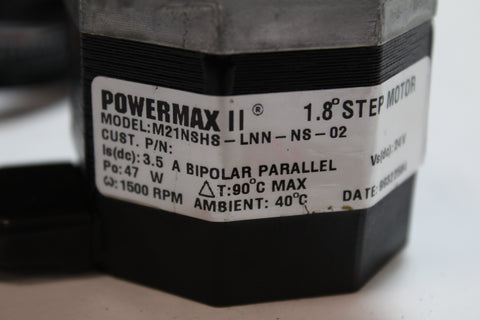 POWERMAX II® 1.8° STEP MOTOR
MODEL:M21NSHS-LNN-NS-02
CUST. P/N:
Is(dc): 3.5 A BIPOLAR PARALLEL Vs(dc): 24V
Po: 47 W △T:90°C MAX
ω: 1500 RPM AMBIENT: 40°C DATE: